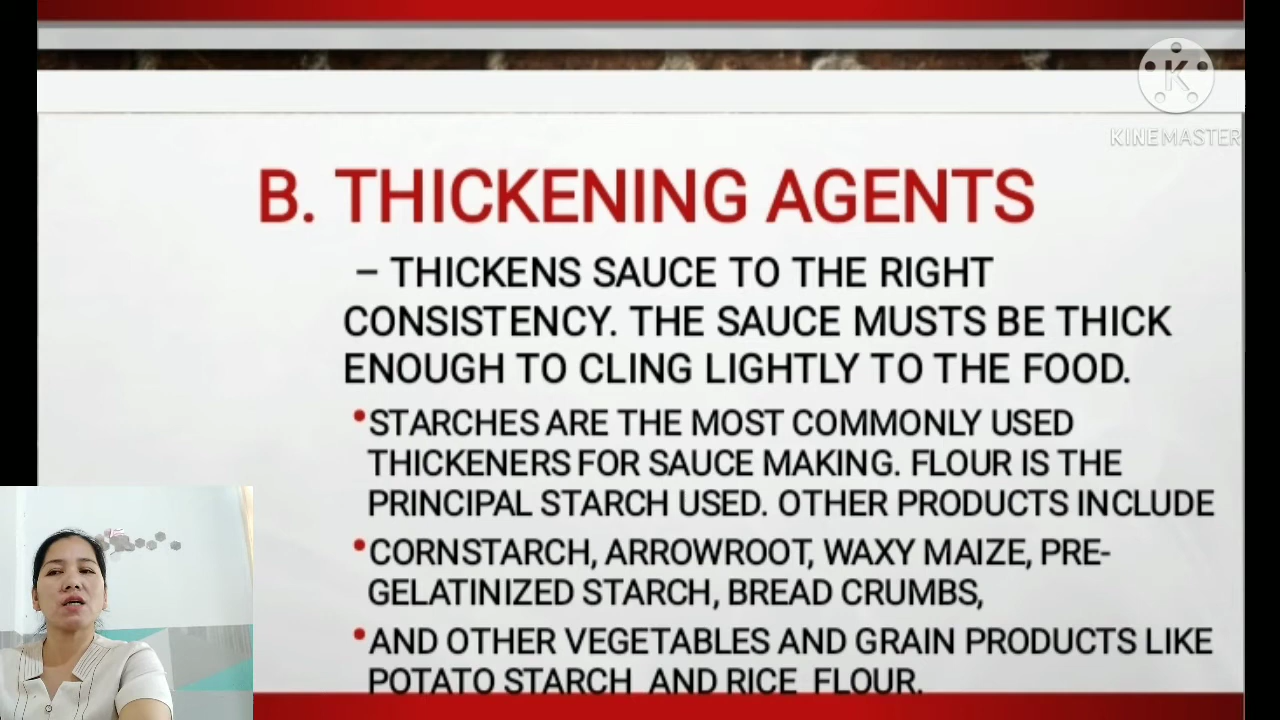 K
KINEMASTER
B. THICKENING AGENTS
– THICKENS SAUCE TO THE RIGHT
CONSISTENCY. THE SAUCE MUSTS BE THICK
ENOUGH TO CLING LIGHTLY TO THE FOOD.
•STARCHES ARE THE MOST COMMONLY USED
THICKENERS FOR SAUCE MAKING. FLOUR IS THE
PRINCIPAL STARCH USED. OTHER PRODUCTS INCLUDE
•CORNSTARCH, ARROWROOT, WAXY MAIZE, PRE-
GELATINIZED STARCH, BREAD CRUMBS,
•AND OTHER VEGETABLES AND GRAIN PRODUCTS LIKE
POTATO STARCH AND RICE FLOUR.